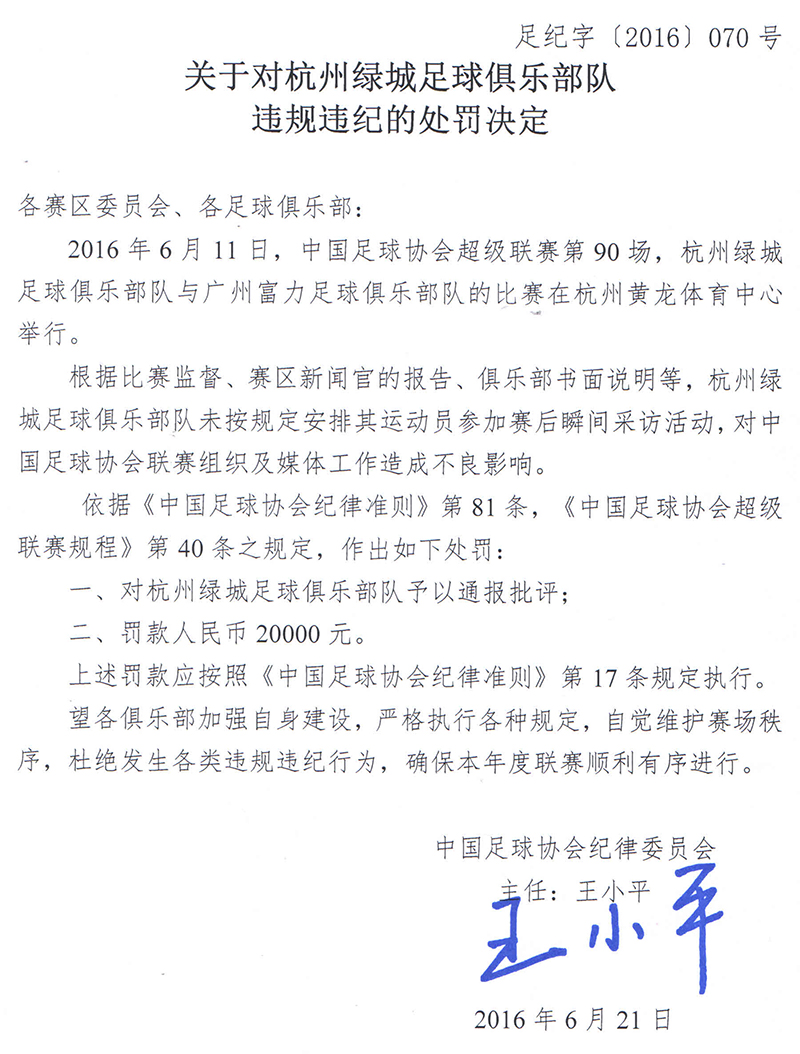 足纪字〔2016〕070 号
关于对杭州绿城足球俱乐部队
违规违纪的处罚决定
各赛区委员会、各足球俱乐部：
2016 年 6 月 11 日，中国足球协会超级联赛第 90 场，杭州绿城
足球俱乐部队与广州富力足球俱乐部队的比赛在杭州黄龙体育中心
举行。
根据比赛监督、赛区新闻官的报告、俱乐部书面说明等，杭州绿
城足球俱乐部队未按规定安排其运动员参加赛后瞬间采访活动，对中
国足球协会联赛组织及媒体工作造成不良影响。
依据《中国足球协会纪律准则》第 81 条，《中国足球协会超级
联赛规程》第 40 条之规定，作出如下处罚：
一、对杭州绿城足球俱乐部队予以通报批评；
二、罚款人民币 20000 元。
上述罚款应按照《中国足球协会纪律准则》第 17 条规定执行。
望各俱乐部加强自身建设，严格执行各种规定，自觉维护赛场秩
序，杜绝发生各类违规违纪行为，确保本年度联赛顺利有序进行。
中国足球协会纪律委员会
主任：王小平
王小平
2016 年 6 月 21 日